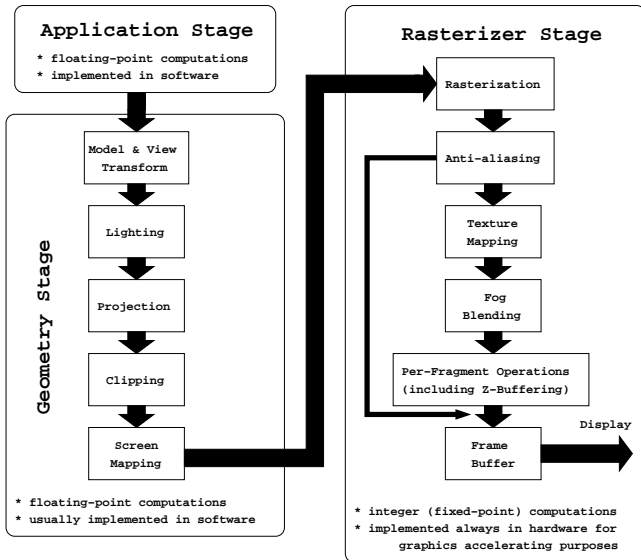 Application Stage
* floating-point computations
* implemented in software
Geometry Stage
Model & View
Transform
Lighting
Projection
Clipping
Screen
Mapping
* floating-point computations
* usually implemented in software
Rasterizer Stage
Rasterization
Anti-aliasing
Texture
Mapping
Fog
Blending
Per-Fragment Operations
(including Z-Buffering)
Frame
Buffer
Display
* integer (fixed-point) computations
* implemented always in hardware for
graphics accelerating purposes